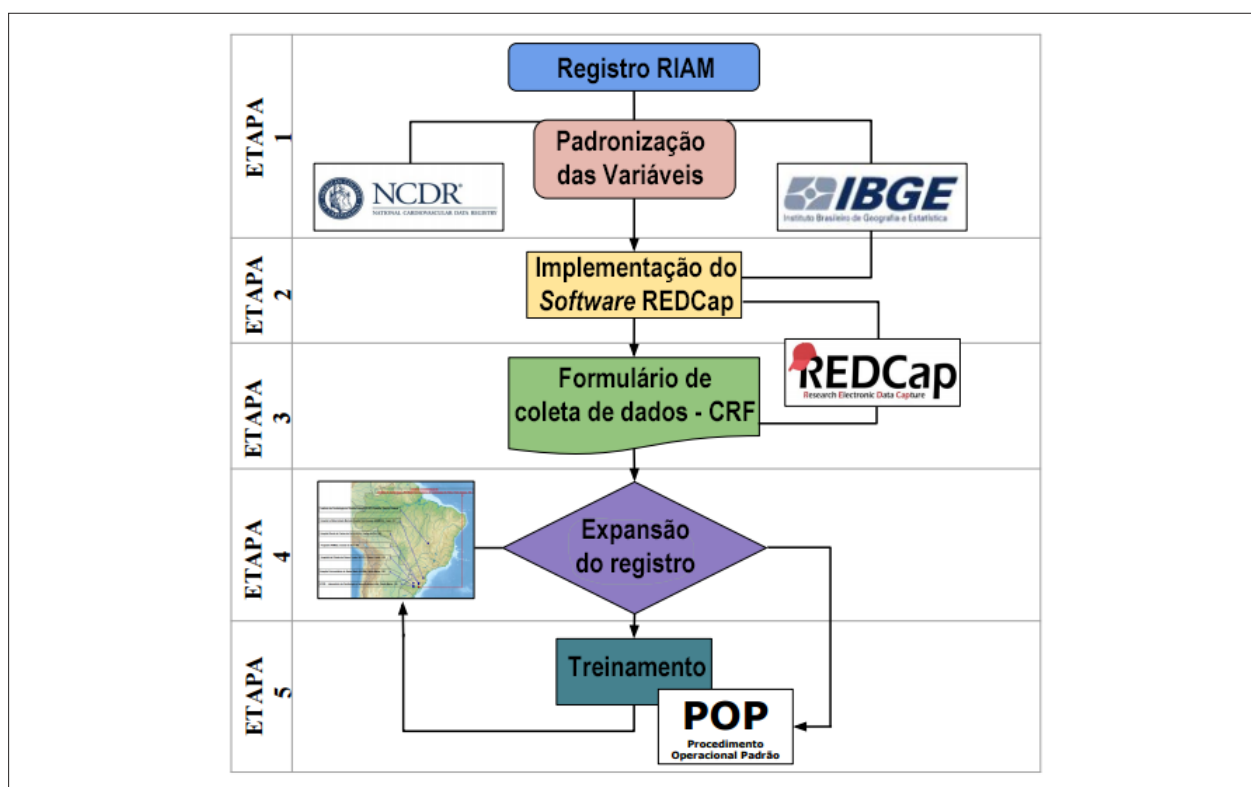 ETAPA
1
Registro RIAM
Padronização
das Variáveis
NCDR®
NATIONAL CARDIOVASCULAR DATA REGISTRY
IBGE
Instituto Brasileiro de Geografia e Estatística
ETAPA
2
Implementação do
Software REDCap
ETAPA
3
Formulário de
coleta de dados - CRF
REDCap
Research Electronic Data Capture
ETAPA
4
Expansão
do registro
ETAPA
5
Treinamento
POP
Procedimento
Operacional Padrão